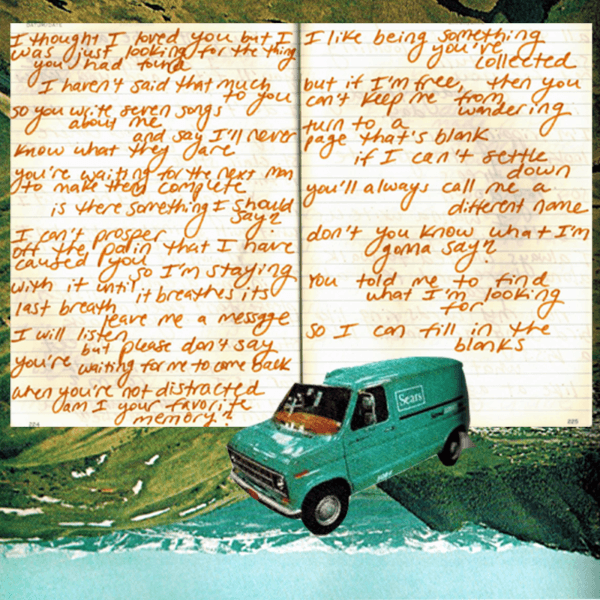 I thought I loved you but I
was just looking for the thing
you had found
I haven't said that much
to you
so you write seven songs
about me
and say I'll never
know what they are
you're waiting for the next man
to make them complete
is there something I should
say?
I can't prosper
off the pain that I have
caused you
so I'm staying
with it until it breathes its
last breath
leave me a message
I will listen
but please don't say
you're waiting for me to come back
when you're not distracted
am I your favorite
memory?
224
I like being something
you've
collected
but if I'm free, then you
can't keep me from
wandering
turn to a
page that's blank
if I can't settle
down
you'll always call me a
different name
don't you know what I'm
gonna say?
You told me to find
what I'm looking
for
so I can fill in the
blanks
225
Sears